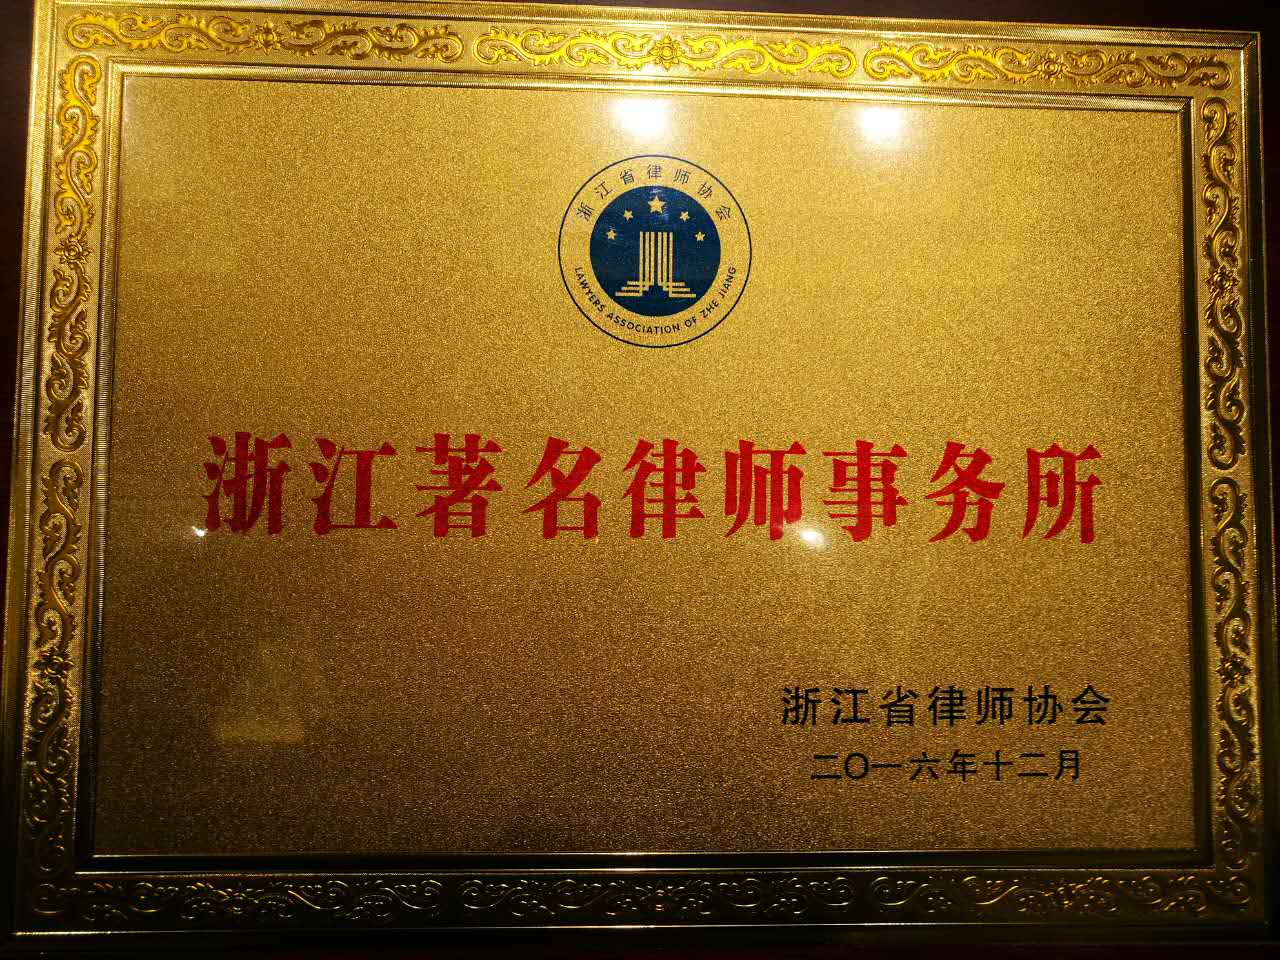 浙江省律师协会
LAWYERS ASSOCIATION OF ZHE JIANG
浙江著名律师事务所
浙江省律师协会
二〇一六年十二月